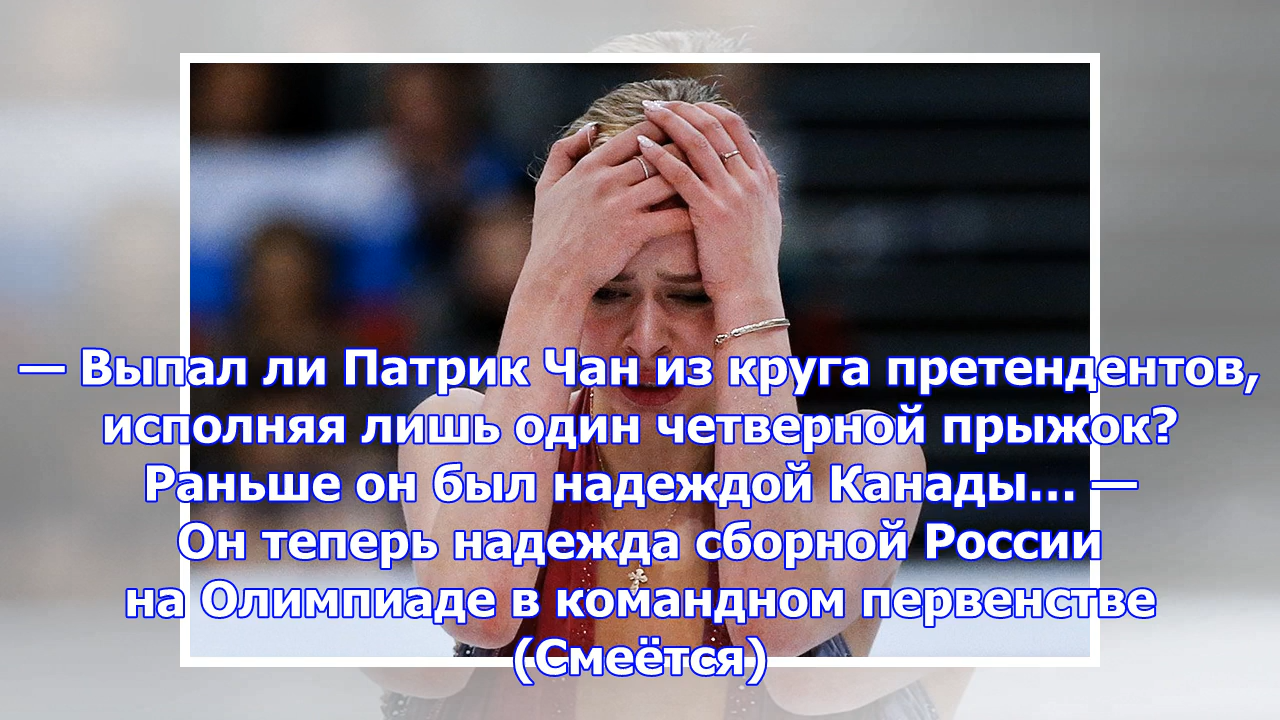 — Выпал ли Патрик Чан из круга претендентов,
исполняя лишь один четверной прыжок?
Раньше он был надеждой Канады... —
Он теперь надежда сборной России
на Олимпиаде в командном первенстве
(Смеётся)